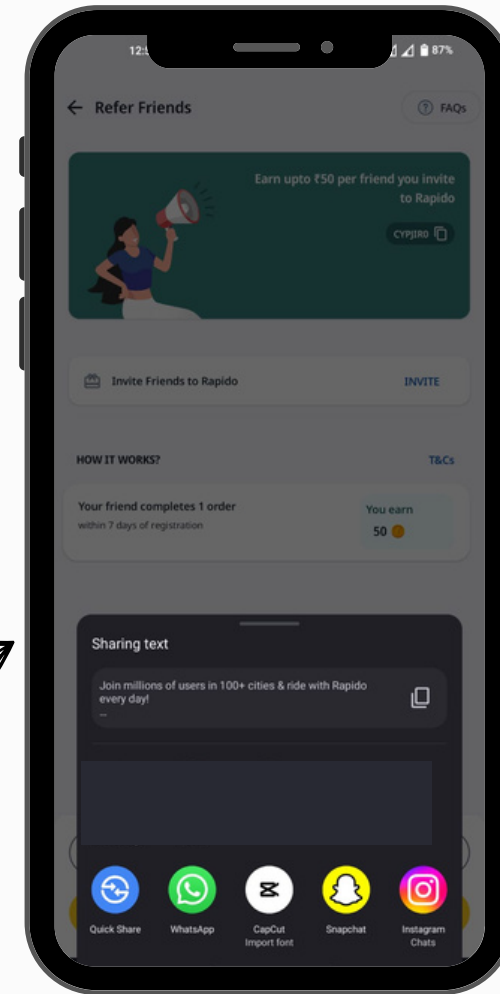 87%
Refer Friends
FAQs
Earn upto ₹50 per friend you invite
to Rapido
CYPJIR0
Invite Friends to Rapido
INVITE
HOW IT WORKS?
T&Cs
Your friend completes 1 order
within 7 days of registration
You earn
50
Sharing text
Join millions of users in 100+ cities & ride with Rapido
every day!
...
Quick Share
WhatsApp
CapCut
Import font
Snapchat
Instagram
Chats